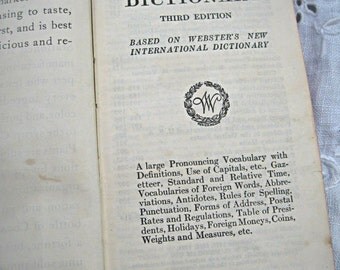 charac-
asing to taste,
rst, and is best
icious and re-
DICTIONARY
THIRD EDITION
BASED ON WEBSTER'S NEW
INTERNATIONAL DICTIONARY
W
A large Pronouncing Vocabulary with
Definitions, Use of Capitals, etc., Gaz-
etteer, Standard and Relative Time,
Vocabularies of Foreign Words, Abbre-
viations, Antidotes, Rules for Spelling,
Punctuation, Forms of Address, Postal
Rates and Regulations, Table of Presi-
dents, Holidays, Foreign Moneys, Coins,
Weights and Measures, etc.